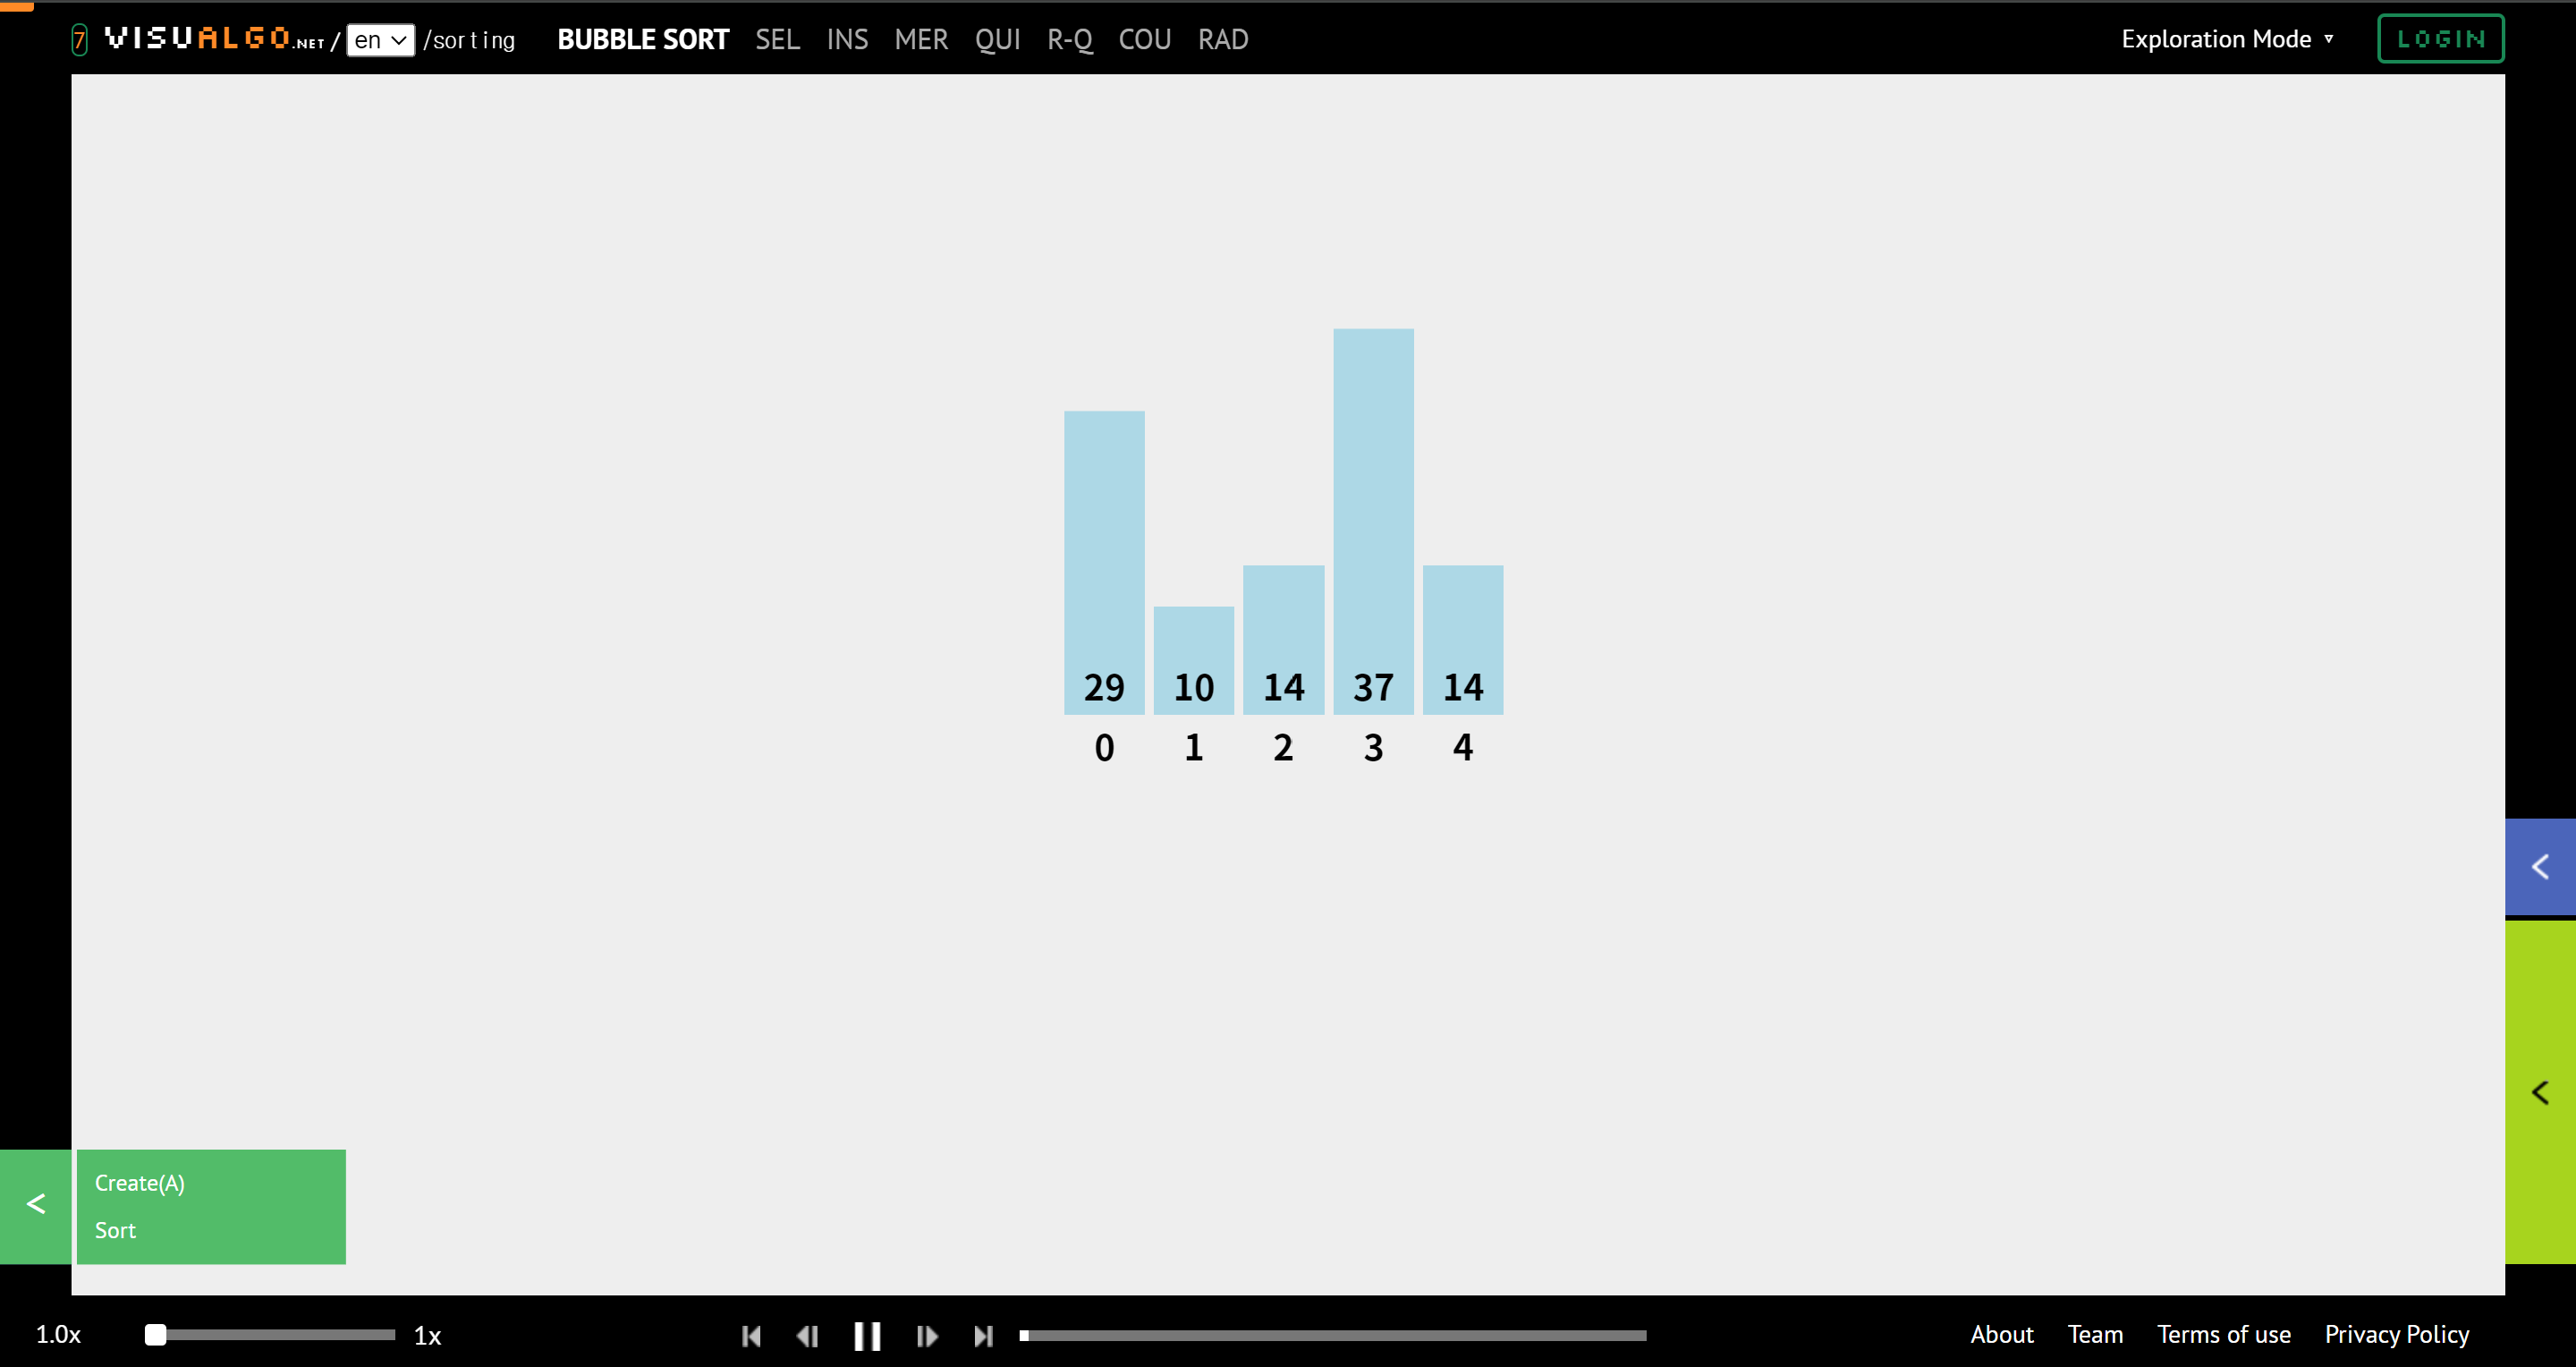 7 VISUALGO.NET / en /sorting BUBBLE SORT SEL INS MER QUI R-Q COU RAD Exploration Mode ▿ LOGIN
29 10 14 37 14
0 1 2 3 4
<
<
Create(A)
<
Sort
1.0x 1x About Team Terms of use Privacy Policy